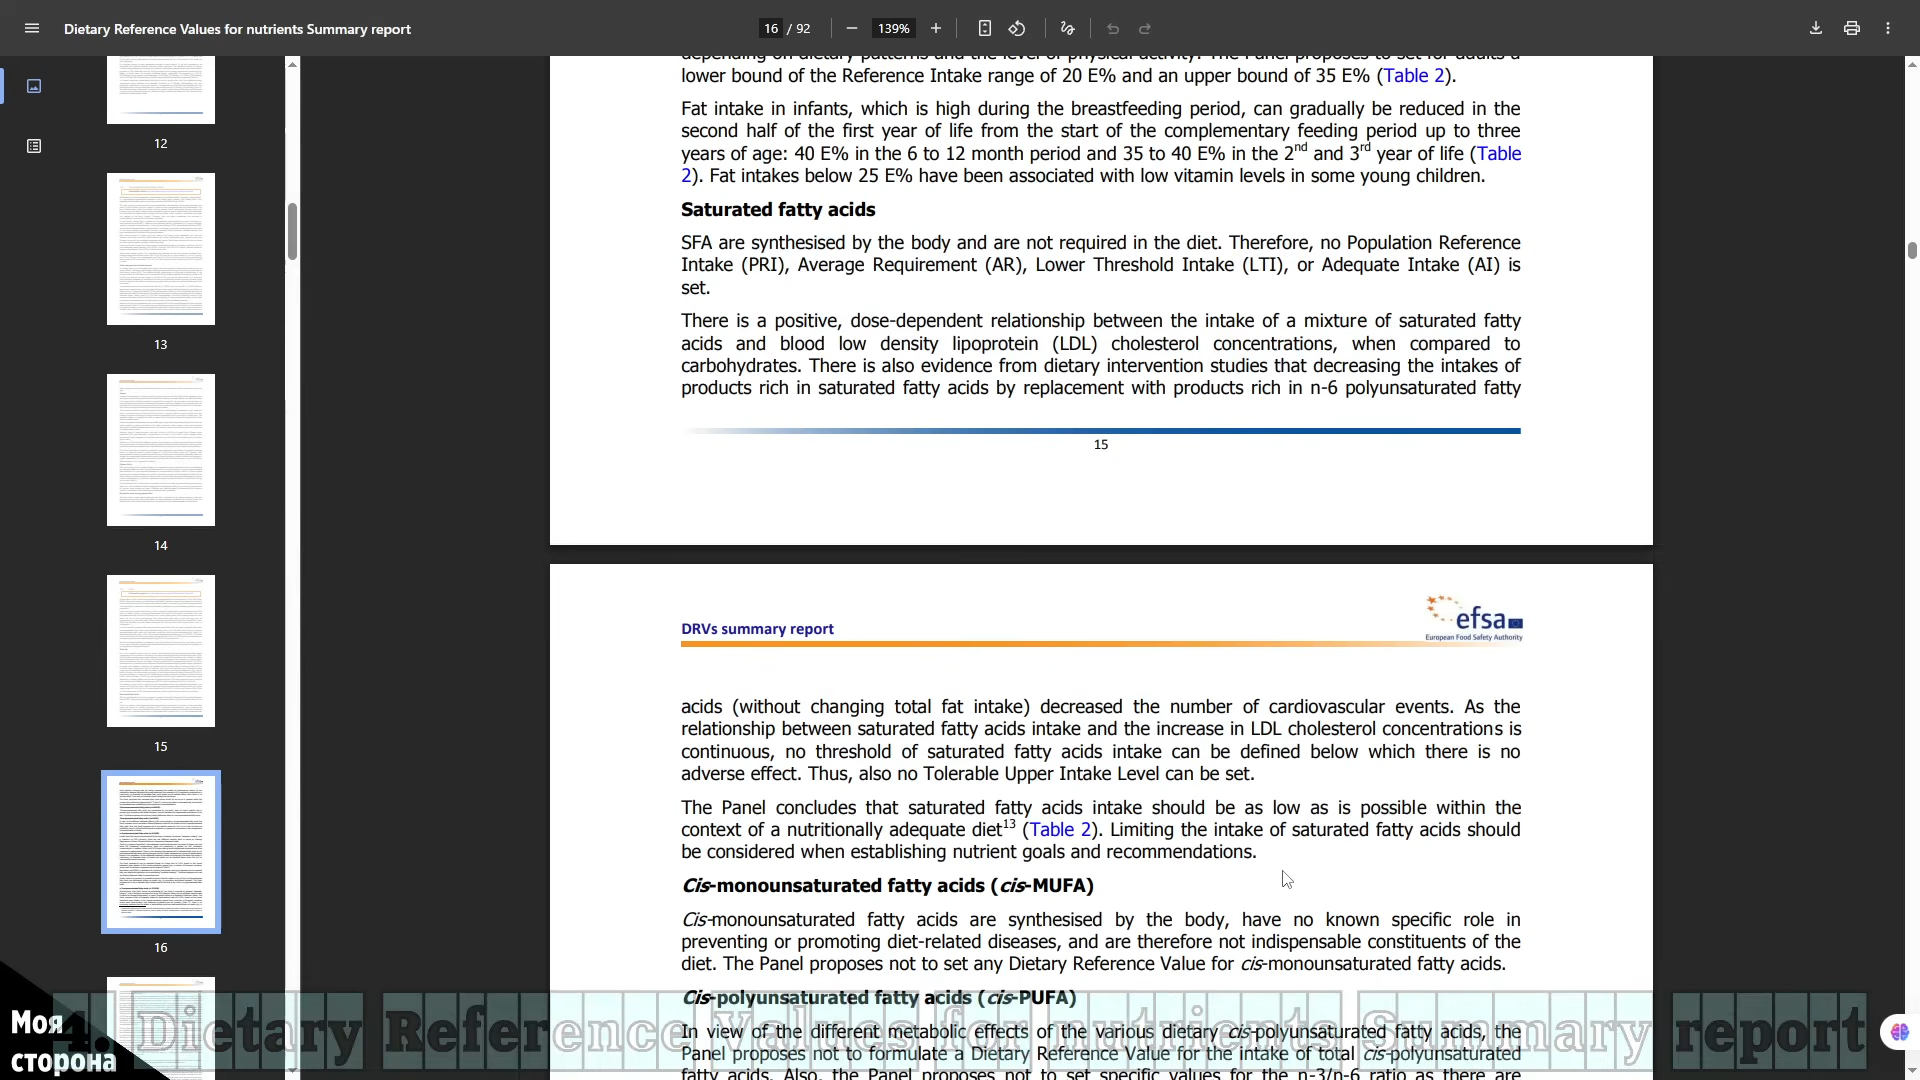 Dietary Reference Values for nutrients Summary report
16 / 92
139%
12
13
14
15
16
lower bound of the Reference Intake range of 20 E% and an upper bound of 35 E% (Table 2).
Fat intake in infants, which is high during the breastfeeding period, can gradually be reduced in the
second half of the first year of life from the start of the complementary feeding period up to three
years of age: 40 E% in the 6 to 12 month period and 35 to 40 E% in the 2nd and 3rd year of life (Table
2). Fat intakes below 25 E% have been associated with low vitamin levels in some young children.
Saturated fatty acids
SFA are synthesised by the body and are not required in the diet. Therefore, no Population Reference
Intake (PRI), Average Requirement (AR), Lower Threshold Intake (LTI), or Adequate Intake (AI) is
set.
There is a positive, dose-dependent relationship between the intake of a mixture of saturated fatty
acids and blood low density lipoprotein (LDL) cholesterol concentrations, when compared to
carbohydrates. There is also evidence from dietary intervention studies that decreasing the intakes of
products rich in saturated fatty acids by replacement with products rich in n-6 polyunsaturated fatty
15
efsa
European Food Safety Authority
DRVs summary report
acids (without changing total fat intake) decreased the number of cardiovascular events. As the
relationship between saturated fatty acids intake and the increase in LDL cholesterol concentrations is
continuous, no threshold of saturated fatty acids intake can be defined below which there is no
adverse effect. Thus, also no Tolerable Upper Intake Level can be set.
The Panel concludes that saturated fatty acids intake should be as low as is possible within the
context of a nutritionally adequate diet13 (Table 2). Limiting the intake of saturated fatty acids should
be considered when establishing nutrient goals and recommendations.
Cis-monounsaturated fatty acids (cis-MUFA)
Cis-monounsaturated fatty acids are synthesised by the body, have no known specific role in
preventing or promoting diet-related diseases, and are therefore not indispensable constituents of the
diet. The Panel proposes not to set any Dietary Reference Value for cis-monounsaturated fatty acids.
Cis-polyunsaturated fatty acids (cis-PUFA)
In view of the different metabolic effects of the various dietary cis-polyunsaturated fatty acids, the
Panel proposes not to formulate a Dietary Reference Value for the intake of total cis-polyunsaturated
fatty acids. Also, the Panel proposes not to set specific values for the n-3/n-6 ratio as there are
4. Dietary Reference Values for nutrients Summary report
Моя
сторона